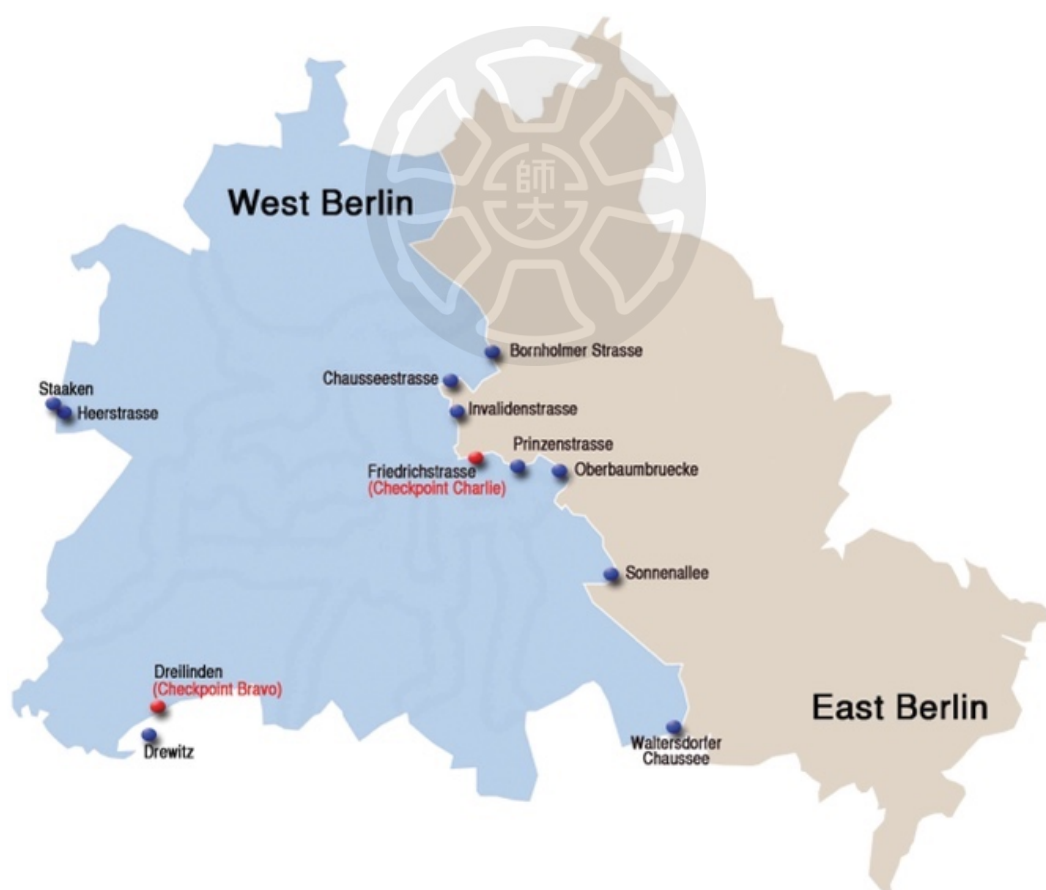 師大
West Berlin
Bornholmer Strasse
Chausseestrasse
Staaken
Heerstrasse
Invalidenstrasse
Prinzenstrasse
Friedrichstrasse
(Checkpoint Charlie)
Oberbaumbruecke
Sonnenallee
Dreilinden
(Checkpoint Bravo)
East Berlin
Drewitz
Waltersdorfer
Chaussee